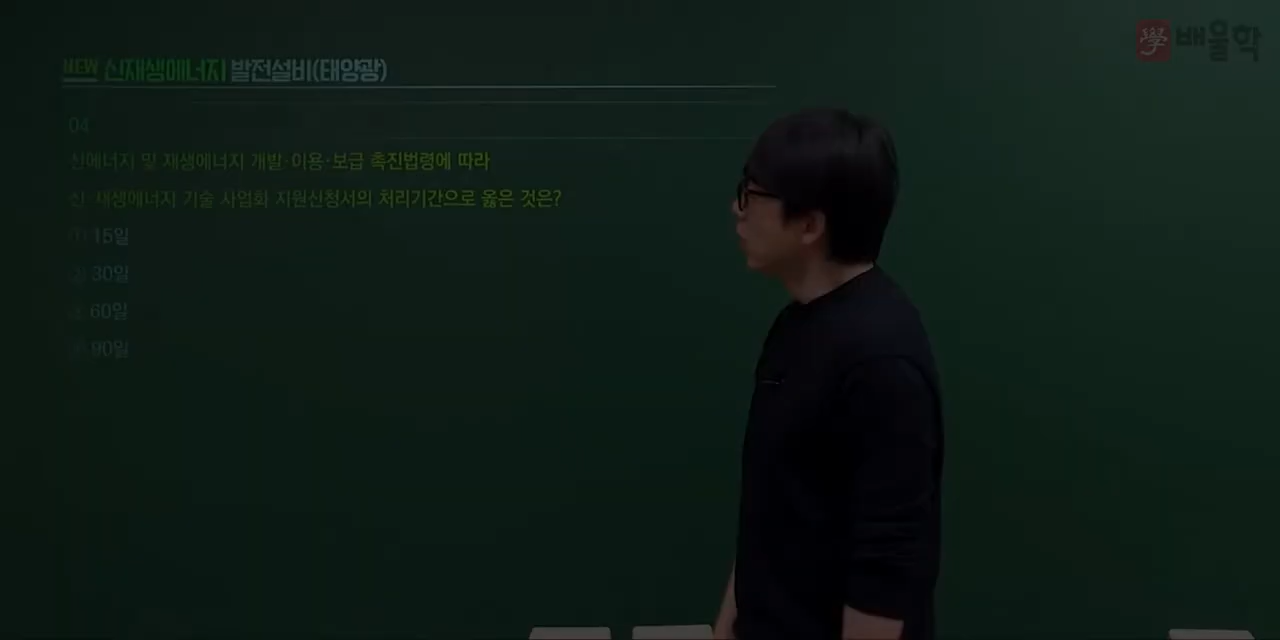 學 배울학
NEW 신재생에너지 발전설비(태양광)
04
신에너지 및 재생에너지 개발·이용·보급 촉진법령에 따라
신·재생에너지 기술 사업화 지원신청서의 처리기간으로 옳은 것은?
① 15일
② 30일
③ 60일
④ 90일